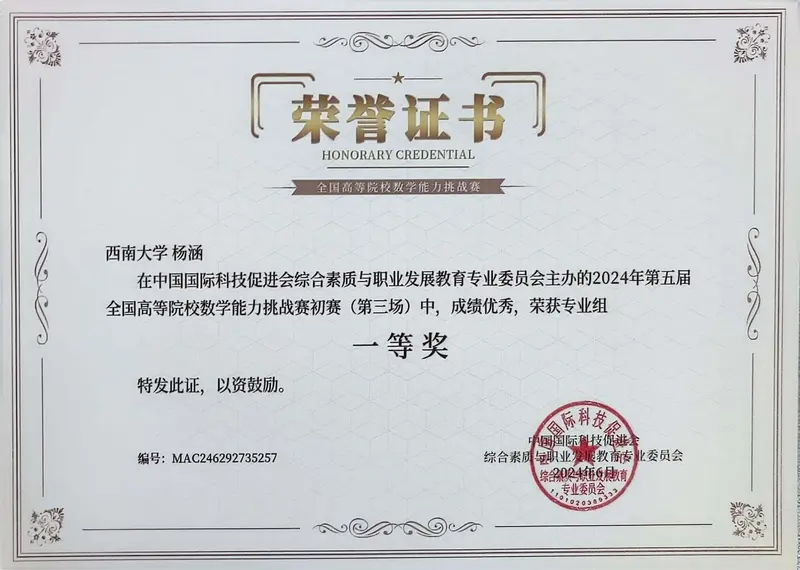 荣誉证书
HONORARY CREDENTIAL
全国高等院校数学能力挑战赛
西南大学 杨涵
在中国国际科技促进会综合素质与职业发展教育专业委员会主办的2024年第五届
全国高等院校数学能力挑战赛初赛（第三场）中，成绩优秀，荣获专业组
一等奖
特发此证，以资鼓励。
编号：MAC246292735257
中国国际科技促进会
综合素质与职业发展教育专业委员会
2024年6月
中国国际科技促进会
综合素质与职业发展教育
专业委员会